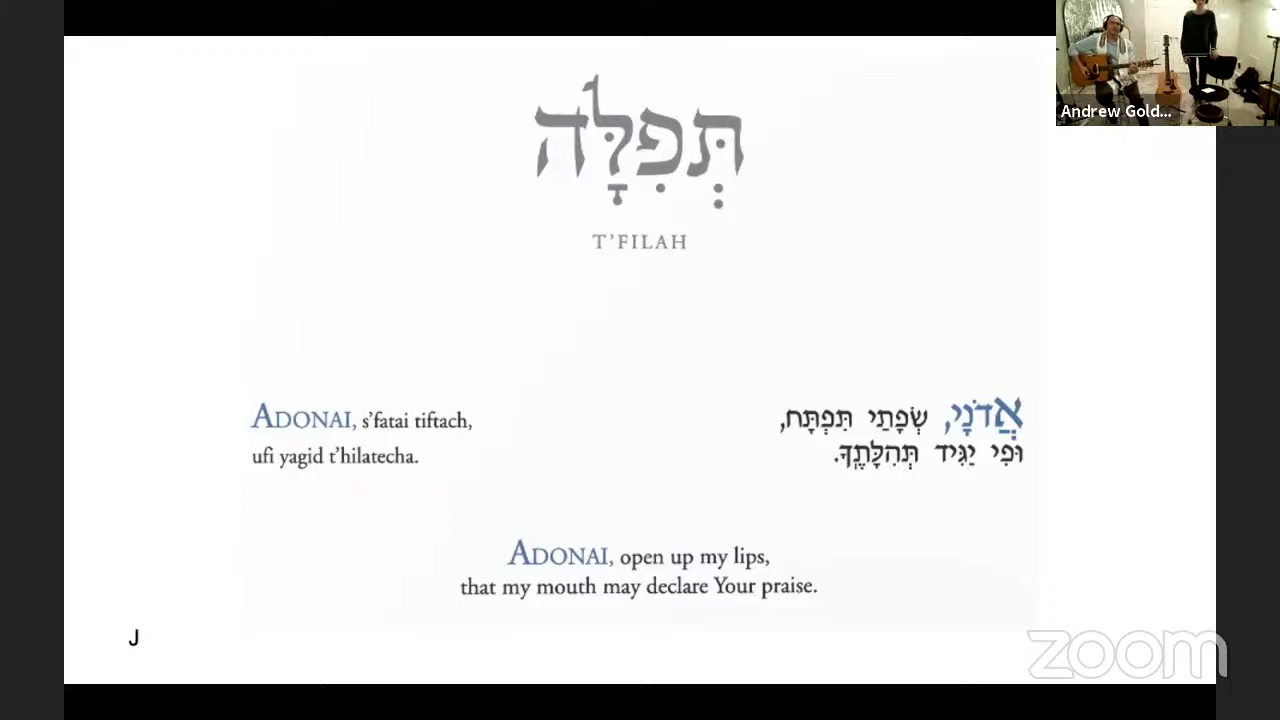 Andrew Gold...
תְּפִלָּה
T'FILAH
ADONAI, s'fatai tiftach,
ufi yagid t'hilatecha.
אֲדֹנָי, שְׂפָתַי תִּפְתָּח,
וּפִי יַגִּיד תְּהִלָּתֶֽךָ.
ADONAI, open up my lips,
that my mouth may declare Your praise.
J
zoom